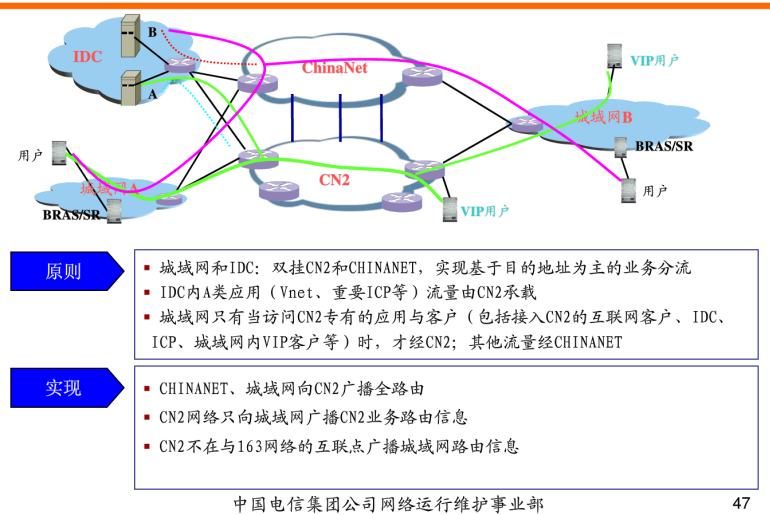 B
IDC
ChinaNet
VIP用户
A
城域网B
BRAS/SR
用户
城域网A
CN2
用户
BRAS/SR
VIP用户
原则
▪ 城域网和IDC：双挂CN2和CHINANET，实现基于目的地址为主的业务分流
▪ IDC内A类应用（Vnet、重要ICP等）流量由CN2承载
▪ 城域网只有当访问CN2专有的应用与客户（包括接入CN2的互联网客户、IDC、
ICP、城域网内VIP客户等）时，才经CN2；其他流量经CHINANET
实现
▪ CHINANET、城域网向CN2广播全路由
▪ CN2网络只向城域网广播CN2业务路由信息
▪ CN2不在与163网络的互联点广播城域网路由信息
中国电信集团公司网络运行维护事业部
47